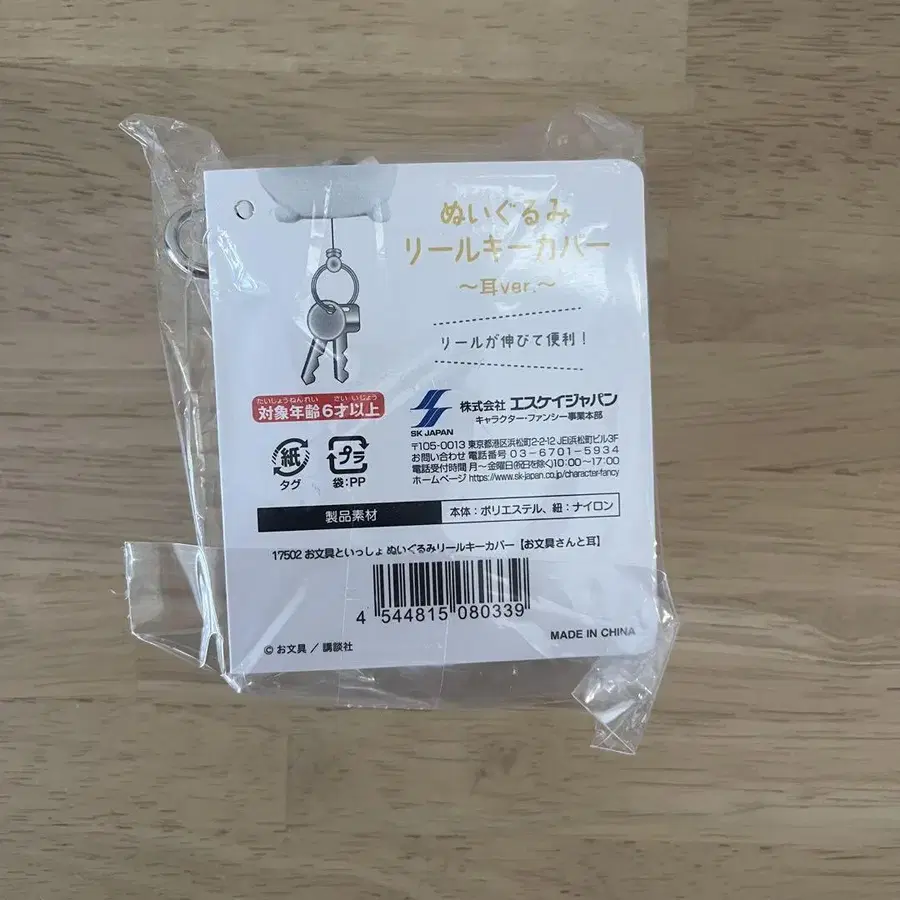 ぬいぐるみ
リールキーカバー
～耳ver.～
リールが伸びて便利！
たいしょうねんれい さい いじょう
対象年齢6才以上
SK JAPAN
株式会社 エスケイジャパン
キャラクター・ファンシー事業本部
〒105-0013 東京都港区浜松町2-2-12 JEI浜松町ビル3F
お問い合わせ電話番号 03-6701-5934
電話受付時間 月～金曜日(祝日を除く)10:00～17:00
ホームページ https://www.sk-japan.co.jp/character-fancy
紙
タグ
プラ
袋:PP
製品素材
本体：ポリエステル、紐：ナイロン
17502 お文具といっしょ ぬいぐるみリールキーカバー【お文具さんと耳】
4 544815 080339
©お文具／講談社
MADE IN CHINA